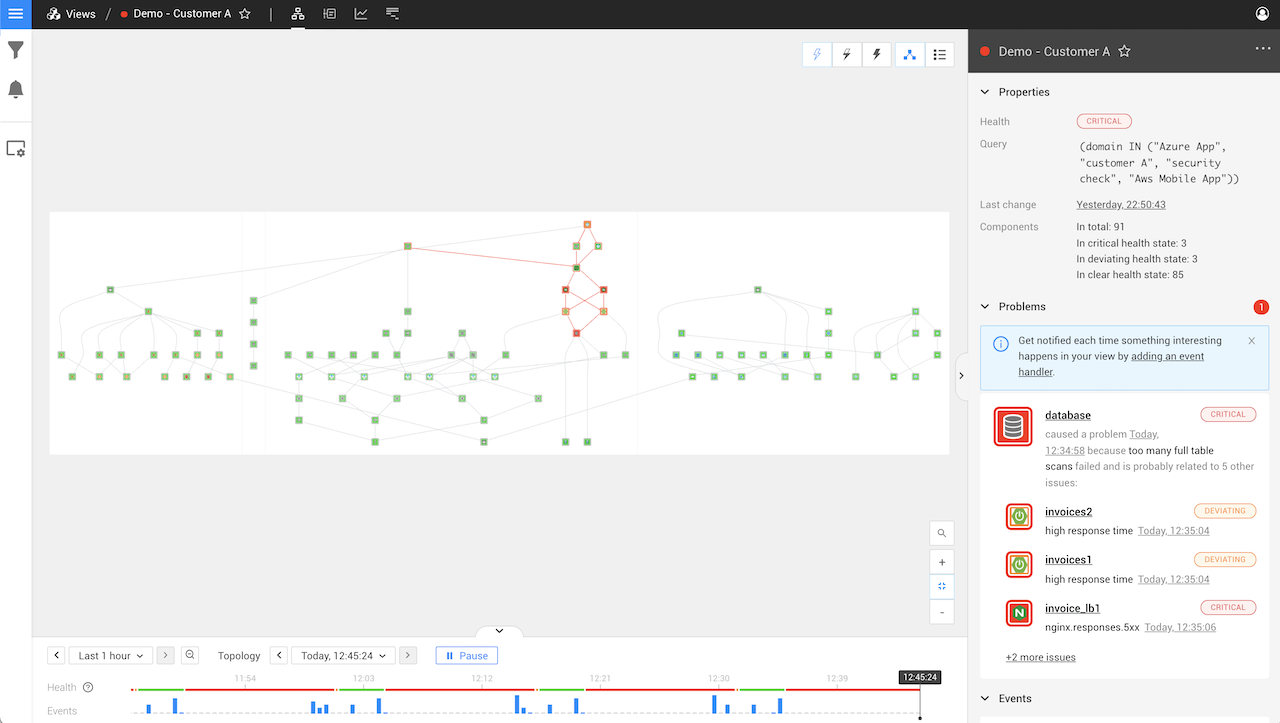 Views / Demo - Customer A
Demo - Customer A
Properties
Health CRITICAL
Query (domain IN ("Azure App",
"customer A", "security
check", "Aws Mobile App"))
Last change Yesterday, 22:50:43
Components In total: 91
In critical health state: 3
In deviating health state: 3
In clear health state: 85
Problems 1
Get notified each time something interesting
happens in your view by adding an event
handler.
database CRITICAL
caused a problem Today,
12:34:58 because too many full table
scans failed and is probably related to 5 other
issues:
invoices2 DEVIATING
high response time Today, 12:35:04
invoices1 DEVIATING
high response time Today, 12:35:04
invoice_lb1 CRITICAL
nginx.responses.5xx Today, 12:35:06
+2 more issues
Events
Last 1 hour Topology Today, 12:45:24 Pause
11:54 12:03 12:12 12:21 12:30 12:39 12:45:24
Health
Events